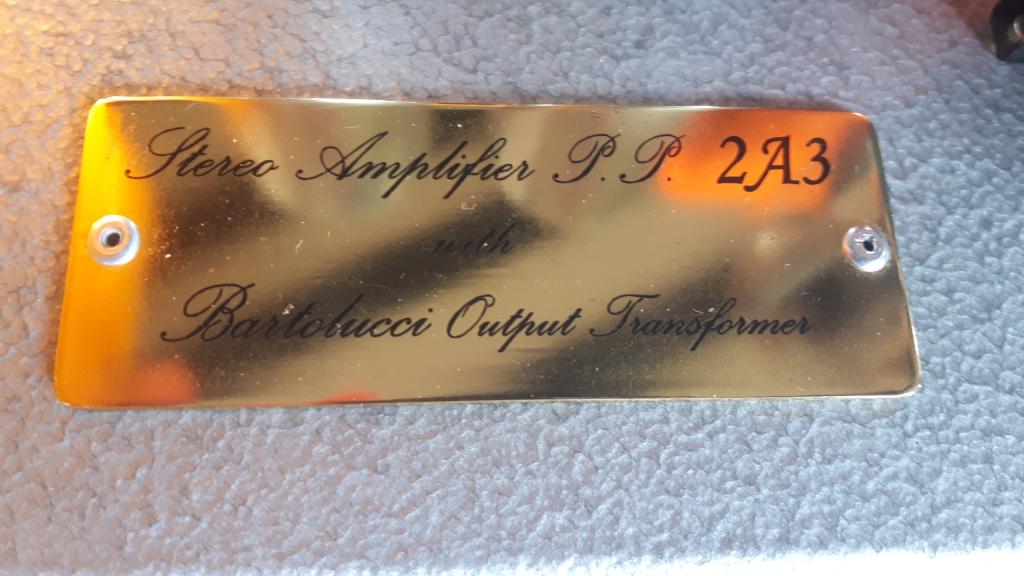 Stereo Amplifier P.P. 2A3
with
Bartolucci Output Transformer